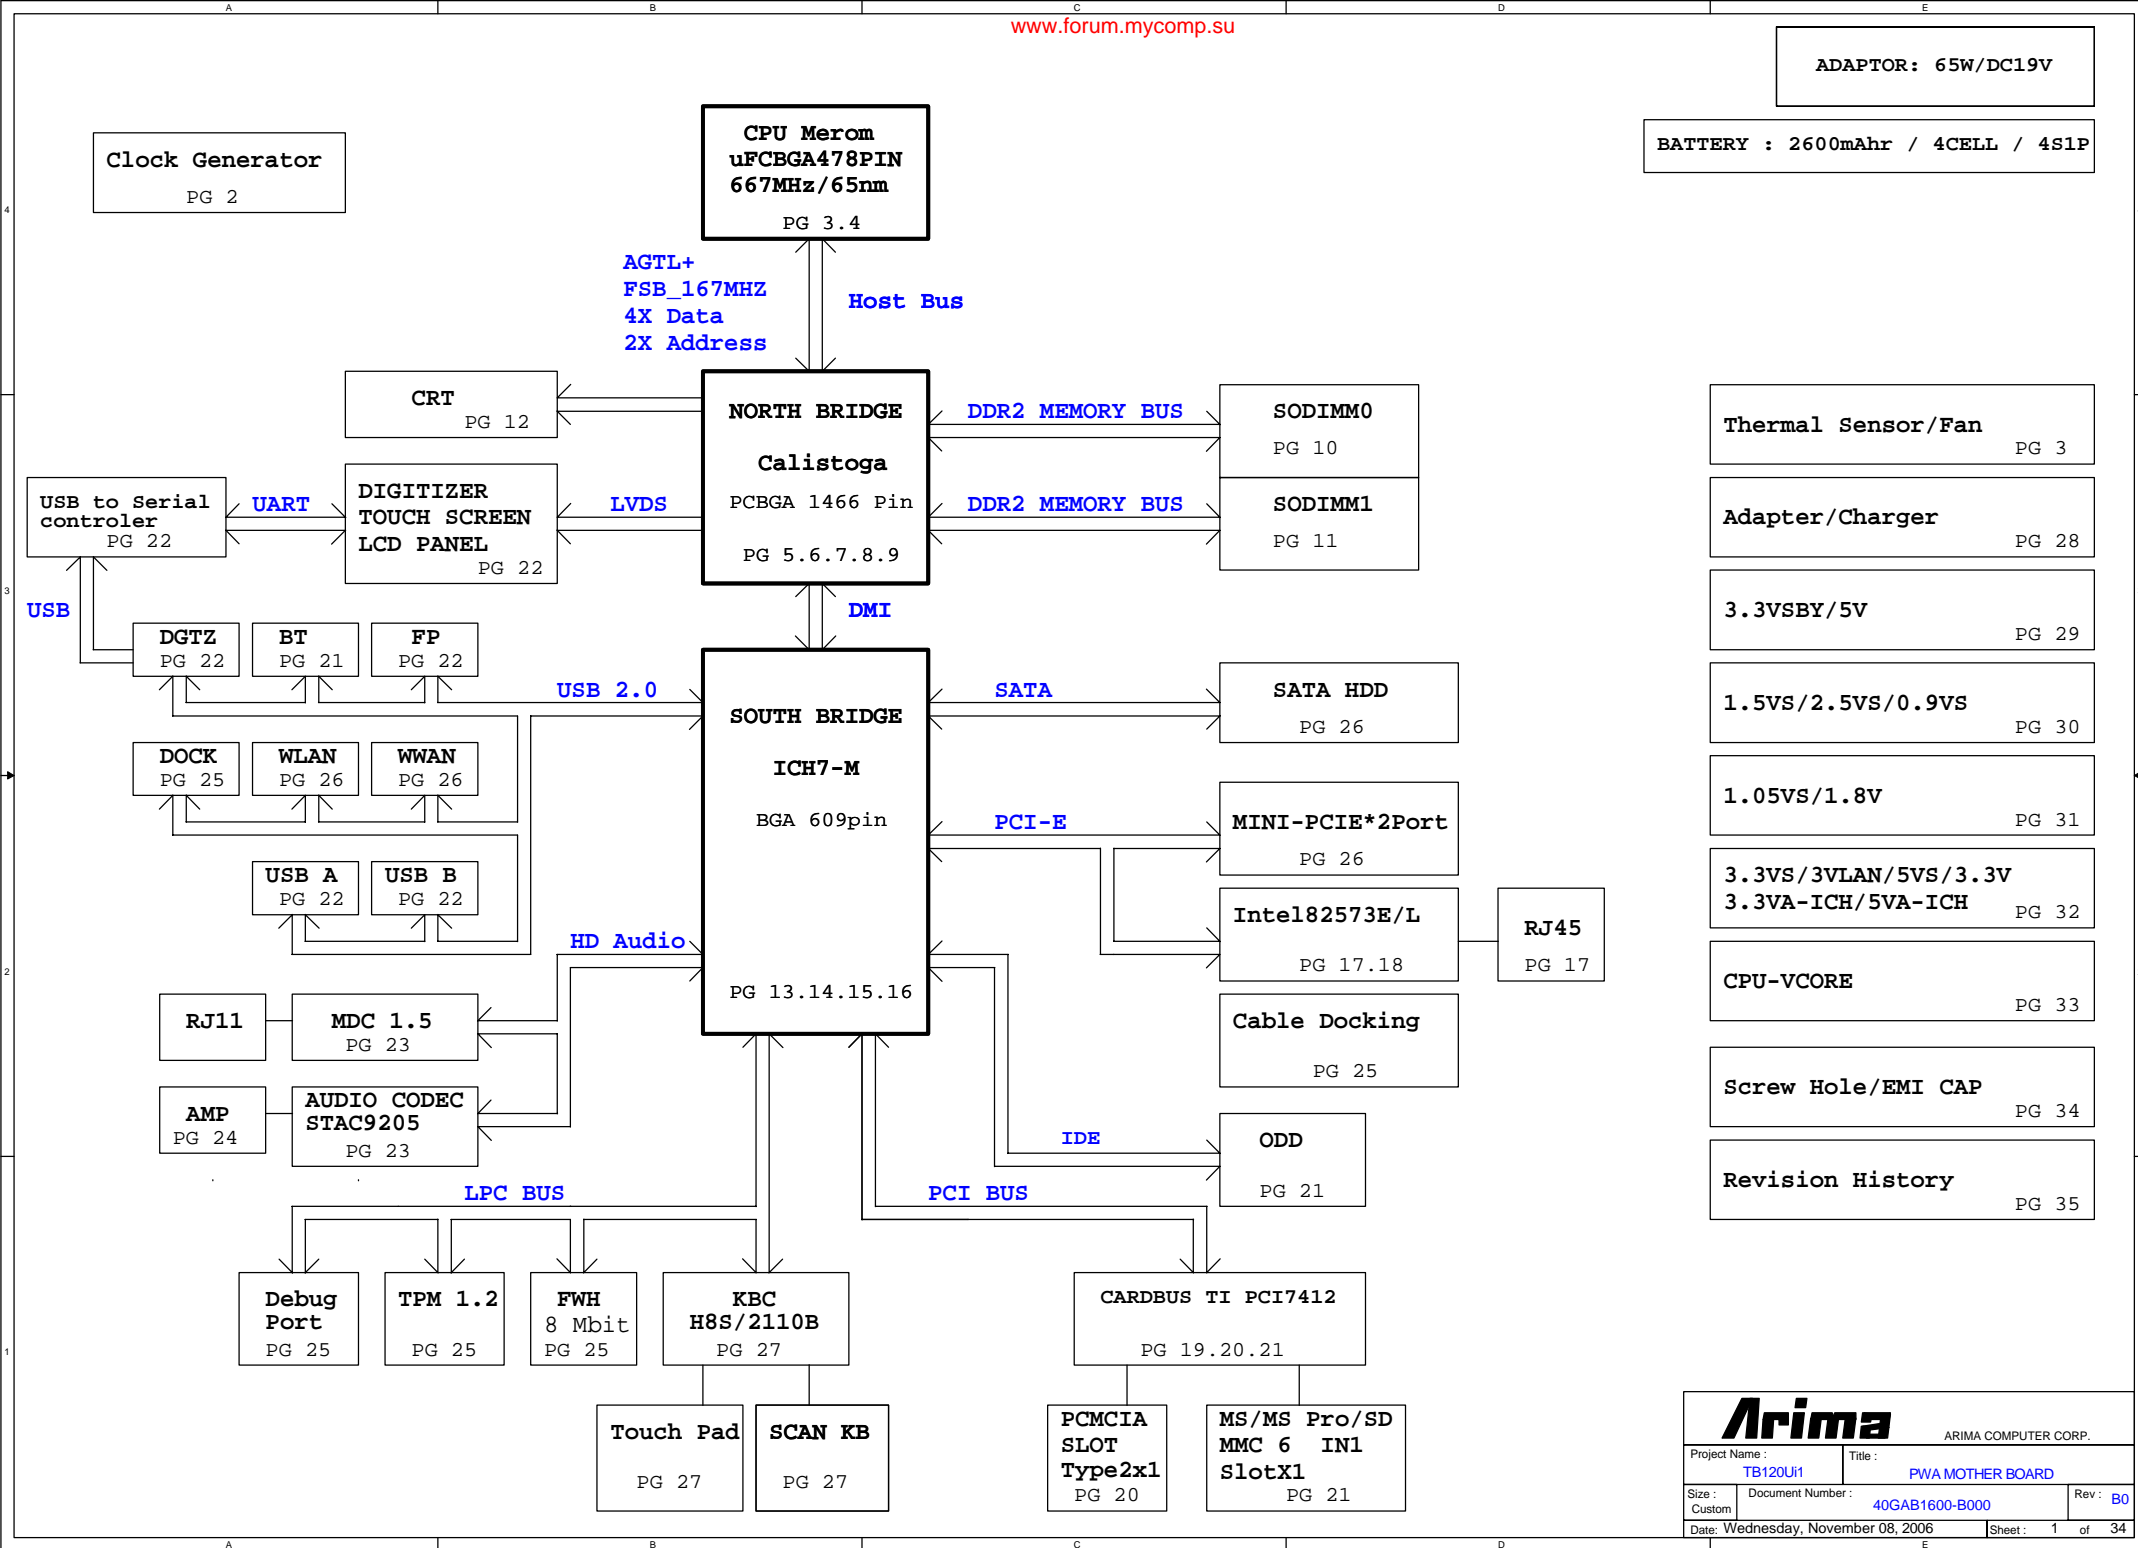 A B C D E
www.forum.mycomp.su
ADAPTOR: 65W/DC19V
BATTERY : 2600mAhr / 4CELL / 4S1P
Clock Generator
PG 2
CPU Merom
uFCBGA478PIN
667MHz/65nm
PG 3.4
4
AGTL+
FSB_167MHZ
4X Data
2X Address
Host Bus
CRT
PG 12
NORTH BRIDGE
Calistoga
PCBGA 1466 Pin
PG 5.6.7.8.9
DDR2 MEMORY BUS
SODIMM0
PG 10
DDR2 MEMORY BUS
SODIMM1
PG 11
USB to Serial
controler
PG 22
UART
DIGITIZER
TOUCH SCREEN
LCD PANEL
PG 22
LVDS
3
USB
DMI
DGTZ
PG 22
BT
PG 21
FP
PG 22
USB 2.0
DOCK
PG 25
WLAN
PG 26
WWAN
PG 26
USB A
PG 22
USB B
PG 22
SOUTH BRIDGE
ICH7-M
BGA 609pin
PG 13.14.15.16
SATA
SATA HDD
PG 26
PCI-E
MINI-PCIE*2Port
PG 26
Intel82573E/L
PG 17.18
RJ45
PG 17
Cable Docking
PG 25
HD Audio
2
RJ11
MDC 1.5
PG 23
AMP
PG 24
AUDIO CODEC
STAC9205
PG 23
IDE
ODD
PG 21
LPC BUS
PCI BUS
Debug
Port
PG 25
TPM 1.2
PG 25
FWH
8 Mbit
PG 25
KBC
H8S/2110B
PG 27
CARDBUS TI PCI7412
PG 19.20.21
1
Touch Pad
PG 27
SCAN KB
PG 27
PCMCIA
SLOT
Type2x1
PG 20
MS/MS Pro/SD
MMC 6 IN1
SlotX1
PG 21
Thermal Sensor/Fan
PG 3
Adapter/Charger
PG 28
3.3VSBY/5V
PG 29
1.5VS/2.5VS/0.9VS
PG 30
1.05VS/1.8V
PG 31
3.3VS/3VLAN/5VS/3.3V
3.3VA-ICH/5VA-ICH
PG 32
CPU-VCORE
PG 33
Screw Hole/EMI CAP
PG 34
Revision History
PG 35
Arima
ARIMA COMPUTER CORP.
Project Name :
TB120Ui1
Title :
PWA MOTHER BOARD
Size :
Custom
Document Number :
40GAB1600-B000
Rev : B0
Date: Wednesday, November 08, 2006
Sheet : 1 of 34
A B C D E